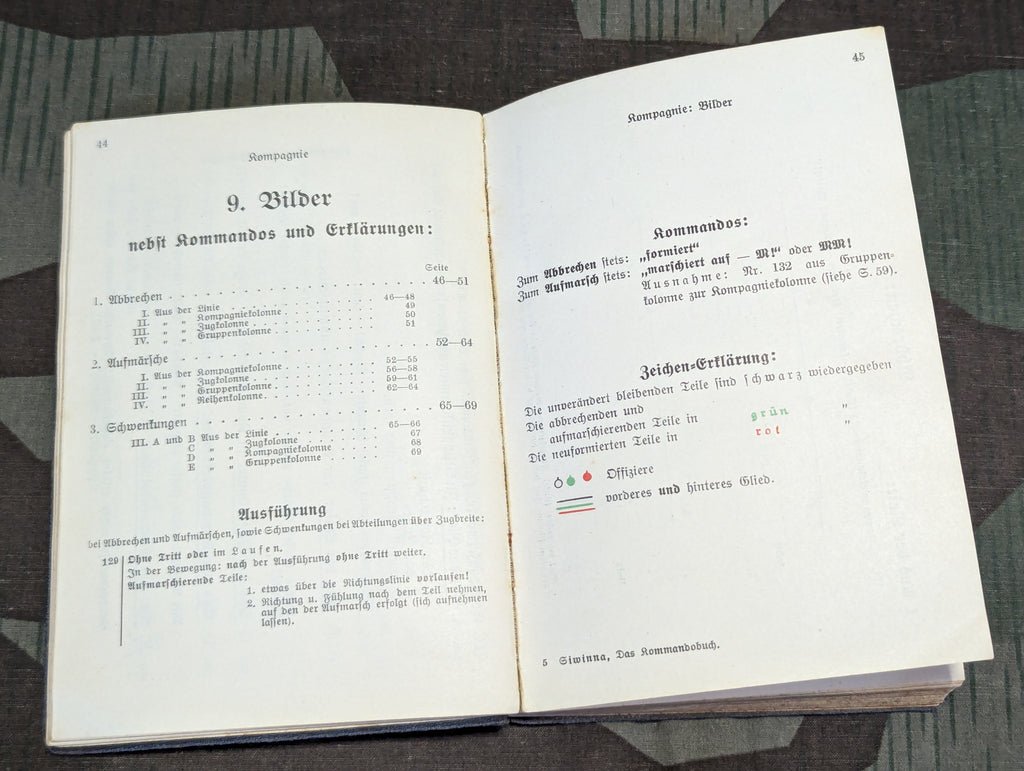 44
Kompagnie
9. Bilder
nebst Kommandos und Erklärungen:
Seite
1. Abbrechen . . . . . . . . . . . . . . . . . . . . 46—51
I. Aus der Linie . . . . . . . . . . . . 46—48
II. „ „ Kompagniekolonne . . . . . . . . 49
III. „ „ Zugkolonne . . . . . . . . . . . 50
IV. „ „ Gruppenkolonne . . . . . . . . . 51
2. Aufmärsche . . . . . . . . . . . . . . . . . . . 52—64
I. Aus der Kompagniekolonne . . . . . . . . 52—55
II. „ „ Zugkolonne . . . . . . . . . . . 56—58
III. „ „ Gruppenkolonne . . . . . . . . . 59—61
IV. „ „ Reihenkolonne . . . . . . . . . . 62—64
3. Schwenkungen . . . . . . . . . . . . . . . . . . 65—69
III. A und B Aus der Linie . . . . . . . . 65—66
C „ „ Zugkolonne . . . . . . . 67
D „ „ Kompagniekolonne . . . . . 68
E „ „ Gruppenkolonne . . . . . . 69
Ausführung
bei Abbrechen und Aufmärschen, sowie Schwenkungen bei Abteilungen über Zugbreite:
129 Ohne Tritt oder im Laufen.
In der Bewegung: nach der Ausführung ohne Tritt weiter.
Aufmarschierende Teile:
1. etwas über die Richtungslinie vorlaufen!
2. Richtung u. Fühlung nach dem Teil nehmen,
auf den der Aufmarsch erfolgt (sich aufnehmen
lassen).
45
Kompagnie: Bilder
Kommandos:
Zum Abbrechen stets: „formiert“
Zum Aufmarsch stets: „marschiert auf — M!“ oder MM!
Ausnahme: Nr. 132 aus Gruppen-
kolonne zur Kompagniekolonne (siehe S. 59).
Zeichen-Erklärung:
Die unverändert bleibenden Teile sind schwarz wiedergegeben
Die abbrechenden und
aufmarschierenden Teile in grün „
Die neuformierten Teile in rot „
Offiziere
vorderes und hinteres Glied.
5 Siwinna, Das Kommandobuch.